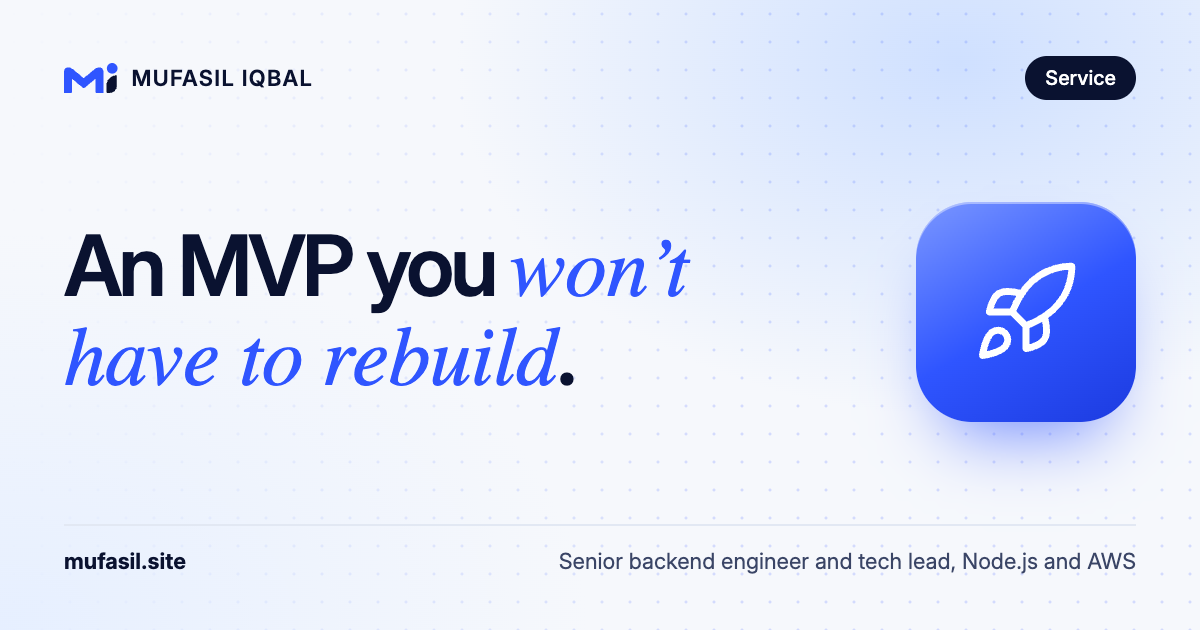 Mi MUFASIL IQBAL
Service
An MVP you won’t
have to rebuild.
mufasil.site
Senior backend engineer and tech lead, Node.js and AWS